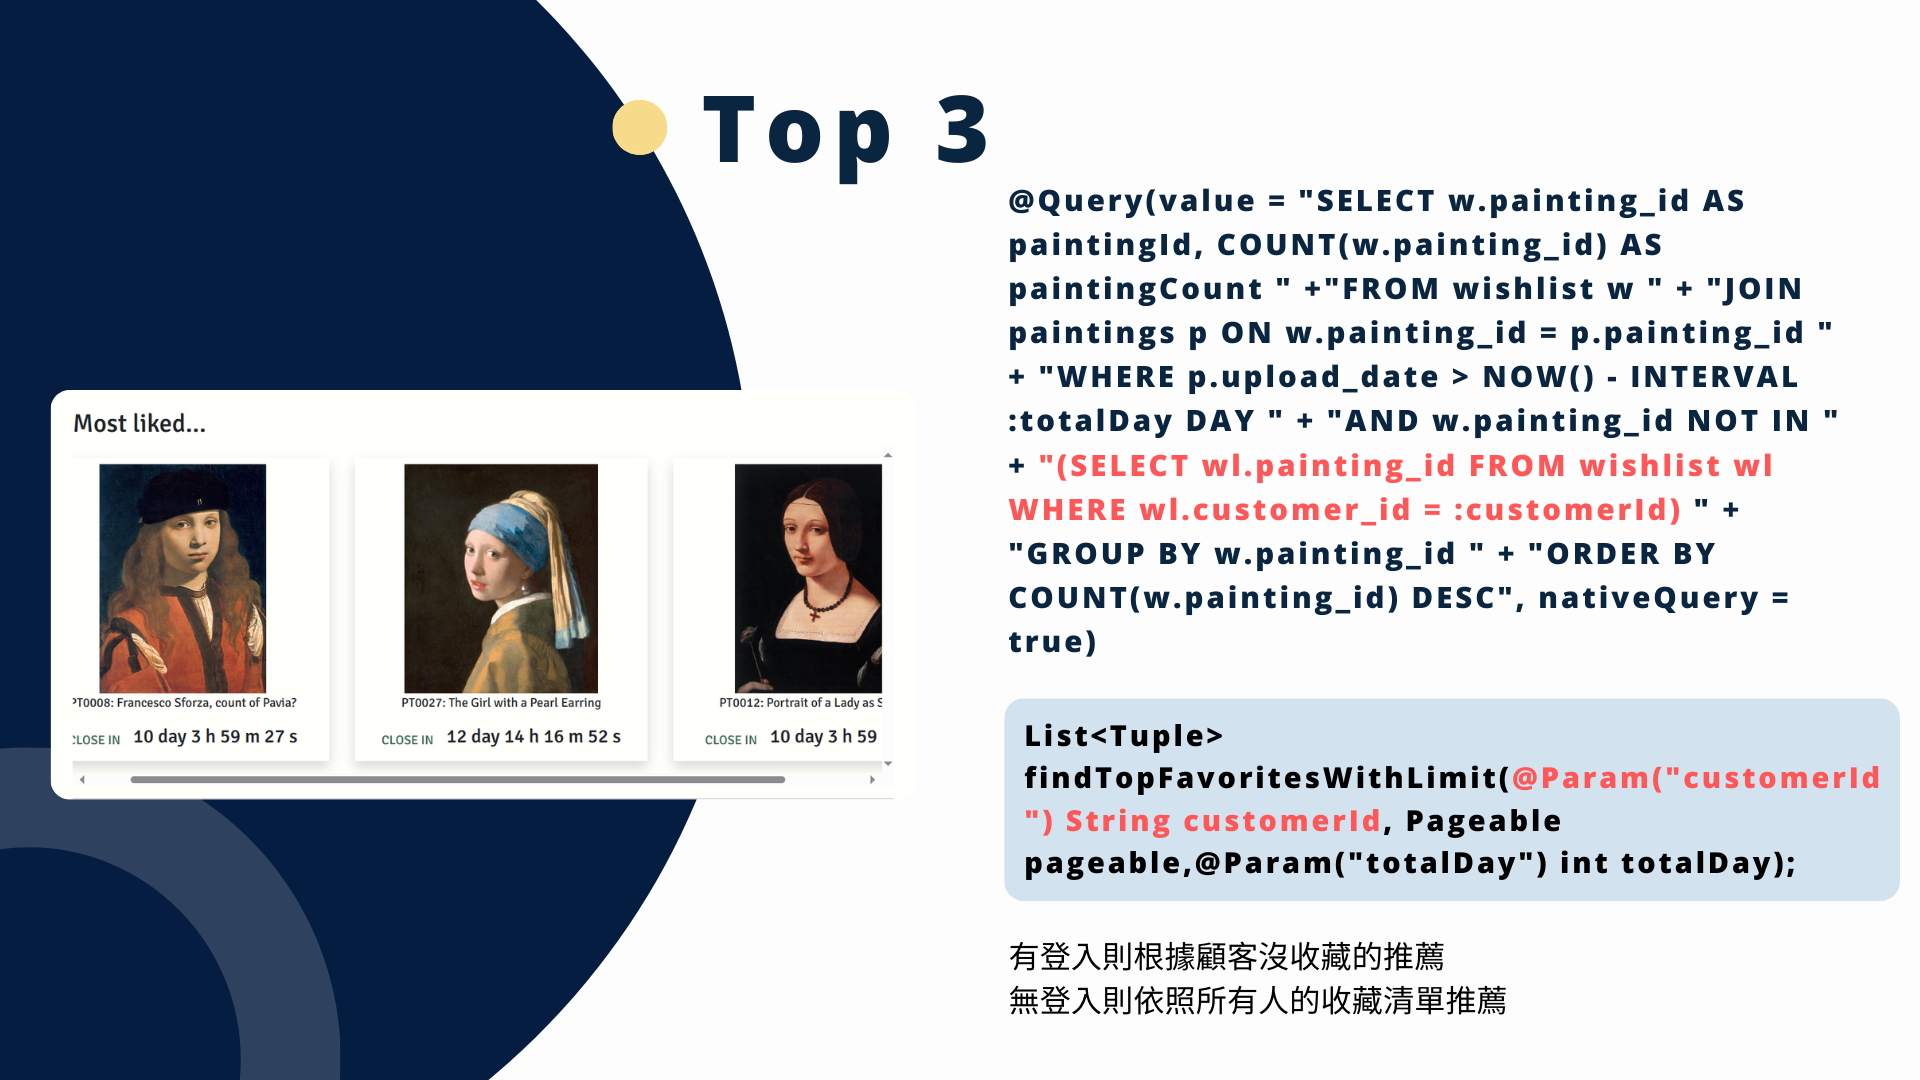 Top 3
@Query(value = "SELECT w.painting_id AS
paintingId, COUNT(w.painting_id) AS
paintingCount " +"FROM wishlist w " + "JOIN
paintings p ON w.painting_id = p.painting_id "
+ "WHERE p.upload_date > NOW() - INTERVAL
:totalDay DAY " + "AND w.painting_id NOT IN "
+ "(SELECT wl.painting_id FROM wishlist wl
WHERE wl.customer_id = :customerId) " +
"GROUP BY w.painting_id " + "ORDER BY
COUNT(w.painting_id) DESC", nativeQuery =
true)
Most liked...
PT0008: Francesco Sforza, count of Pavia?
CLOSE IN 10 day 3 h 59 m 27 s
PT0027: The Girl with a Pearl Earring
CLOSE IN 12 day 14 h 16 m 52 s
PT0012: Portrait of a Lady as S
CLOSE IN 10 day 3 h 59
List<Tuple>
findTopFavoritesWithLimit(@Param("customerId
") String customerId, Pageable
pageable,@Param("totalDay") int totalDay);
有登入則根據顧客沒收藏的推薦
無登入則依照所有人的收藏清單推薦